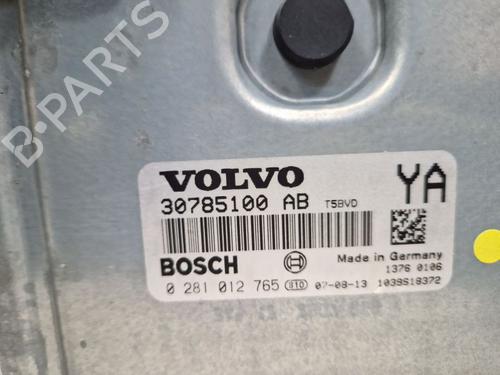 VOLVO YA
30785100 AB T5BVD
BOSCH Made in Germany
1376 0106
0 281 012 765 010 07-08-13 1039S18372
B-PARTS